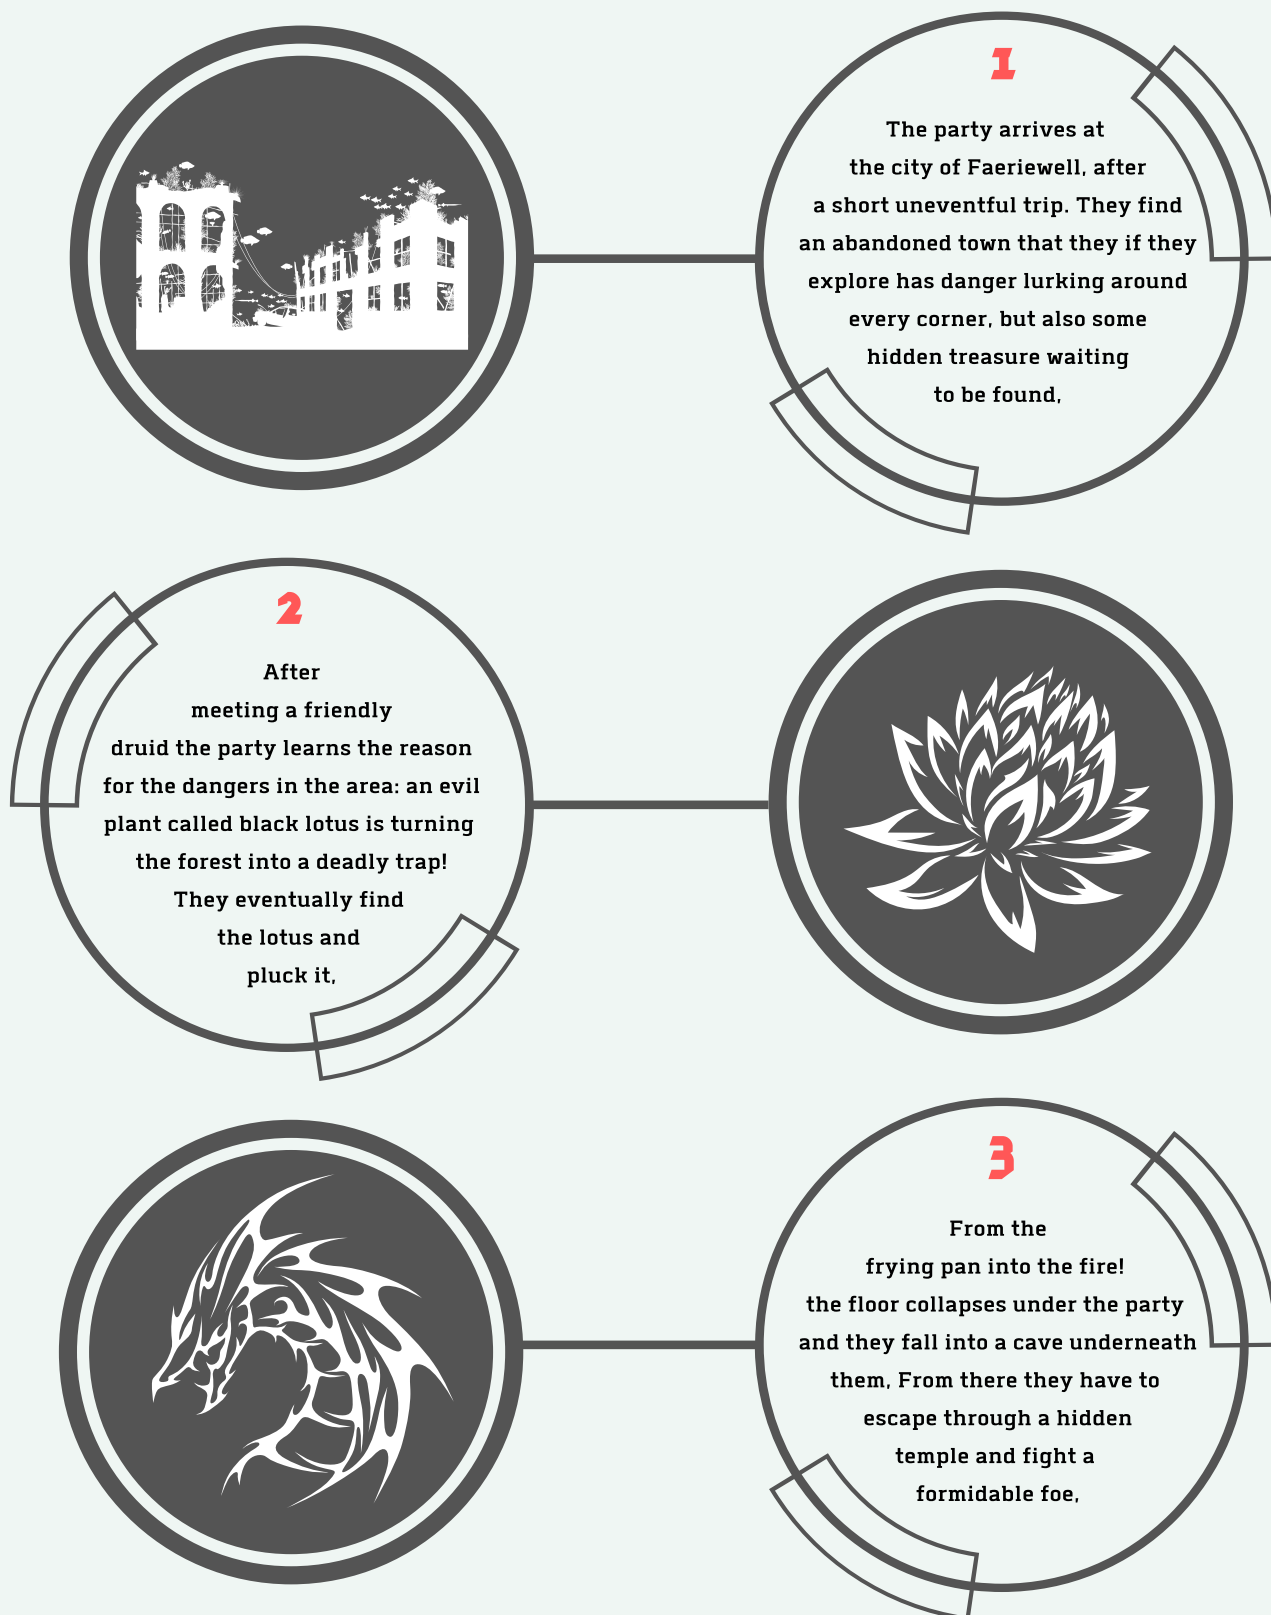 1
The party arrives at
the city of Faeriewell, after
a short uneventful trip. They find
an abandoned town that they if they
explore has danger lurking around
every corner, but also some
hidden treasure waiting
to be found,
2
After
meeting a friendly
druid the party learns the reason
for the dangers in the area: an evil
plant called black lotus is turning
the forest into a deadly trap!
They eventually find
the lotus and
pluck it,
3
From the
frying pan into the fire!
the floor collapses under the party
and they fall into a cave underneath
them, From there they have to
escape through a hidden
temple and fight a
formidable foe,